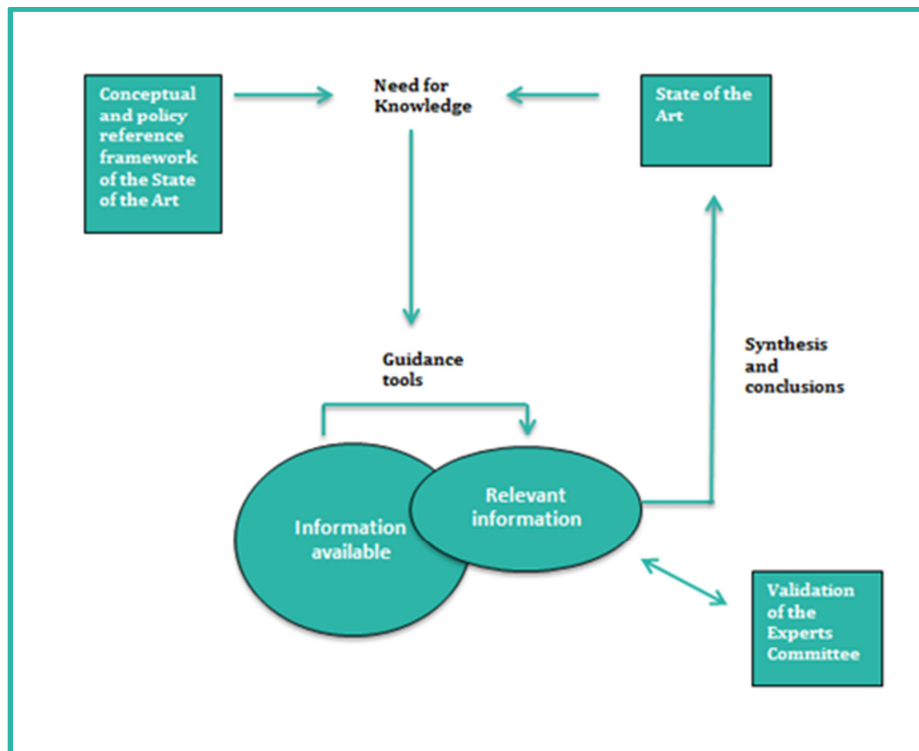 Conceptual
and policy
reference
framework
of the State
of the Art
Need for
Knowledge
State of the
Art
Guidance
tools
Synthesis
and
conclusions
Information
available
Relevant
information
Validation
of the
Experts
Committee